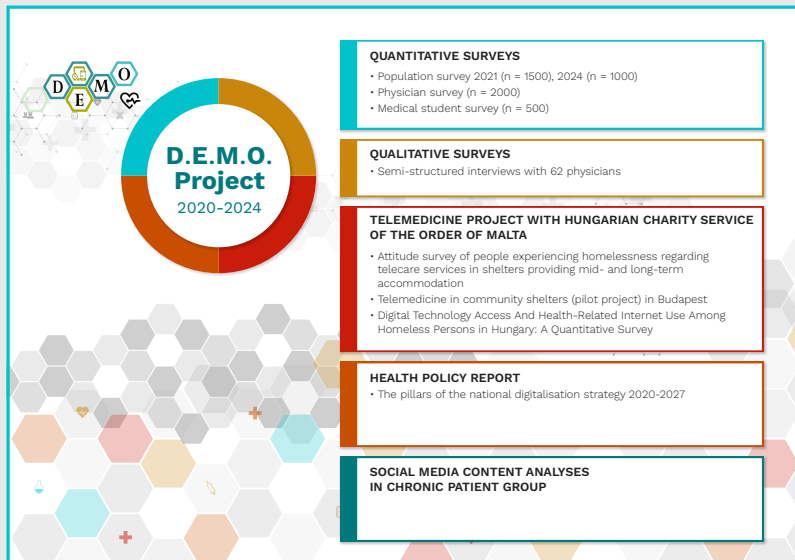 D
E
M
O
D.E.M.O.
Project
2020-2024
QUANTITATIVE SURVEYS
• Population survey 2021 (n = 1500), 2024 (n = 1000)
• Physician survey (n = 2000)
• Medical student survey (n = 500)
QUALITATIVE SURVEYS
• Semi-structured interviews with 62 physicians
TELEMEDICINE PROJECT WITH HUNGARIAN CHARITY SERVICE
OF THE ORDER OF MALTA
• Attitude survey of people experiencing homelessness regarding
telecare services in shelters providing mid- and long-term
accommodation
• Telemedicine in community shelters (pilot project) in Budapest
• Digital Technology Access And Health-Related Internet Use Among
Homeless Persons in Hungary: A Quantitative Survey
HEALTH POLICY REPORT
• The pillars of the national digitalisation strategy 2020-2027
SOCIAL MEDIA CONTENT ANALYSES
IN CHRONIC PATIENT GROUP